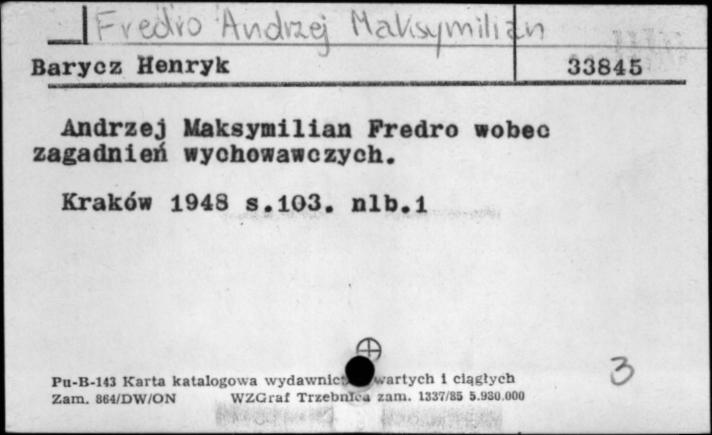 Fredro Andrzej Maksymilian
Barycz Henryk 33845
Andrzej Maksymilian Fredro wobec
zagadnień wychowawczych.
Kraków 1948 s.103. nlb.1
3
Pu-B-143 Karta katalogowa wydawnict wartych i ciągłych
Zam. 864/DW/ON WZGraf Trzebnica zam. 1337/85 5.980.000